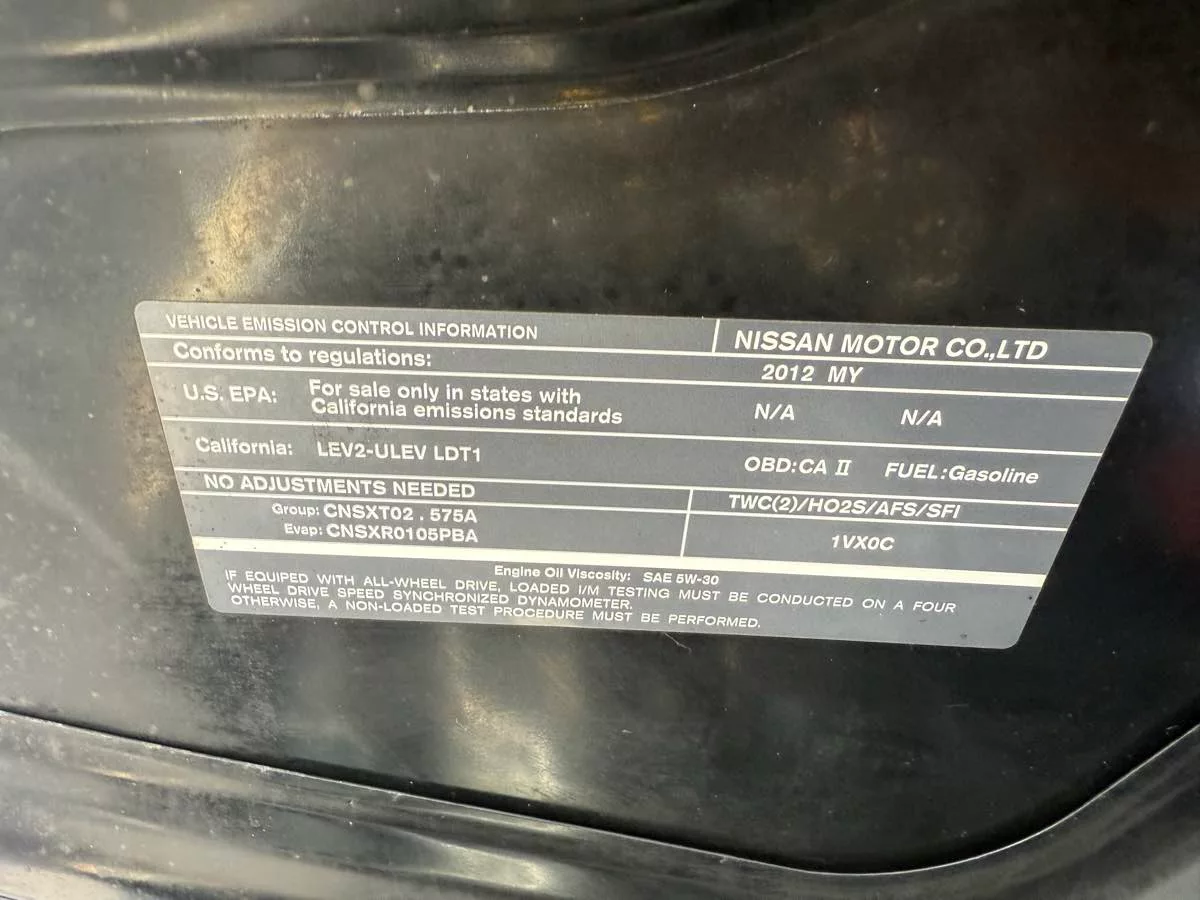 VEHICLE EMISSION CONTROL INFORMATION
NISSAN MOTOR CO.,LTD
Conforms to regulations:
2012 MY
U.S. EPA:
For sale only in states with
California emissions standards
N/A
N/A
California: LEV2-ULEV LDT1
OBD:CA II FUEL:Gasoline
NO ADJUSTMENTS NEEDED
TWC(2)/HO2S/AFS/SFI
Group: CNSXT02.575A
Evap: CNSXR0105PBA
1VX0C
Engine Oil Viscosity: SAE 5W-30
IF EQUIPED WITH ALL-WHEEL DRIVE, LOADED I/M TESTING MUST BE CONDUCTED ON A FOUR
WHEEL DRIVE SPEED SYNCHRONIZED DYNAMOMETER.
OTHERWISE, A NON-LOADED TEST PROCEDURE MUST BE PERFORMED.